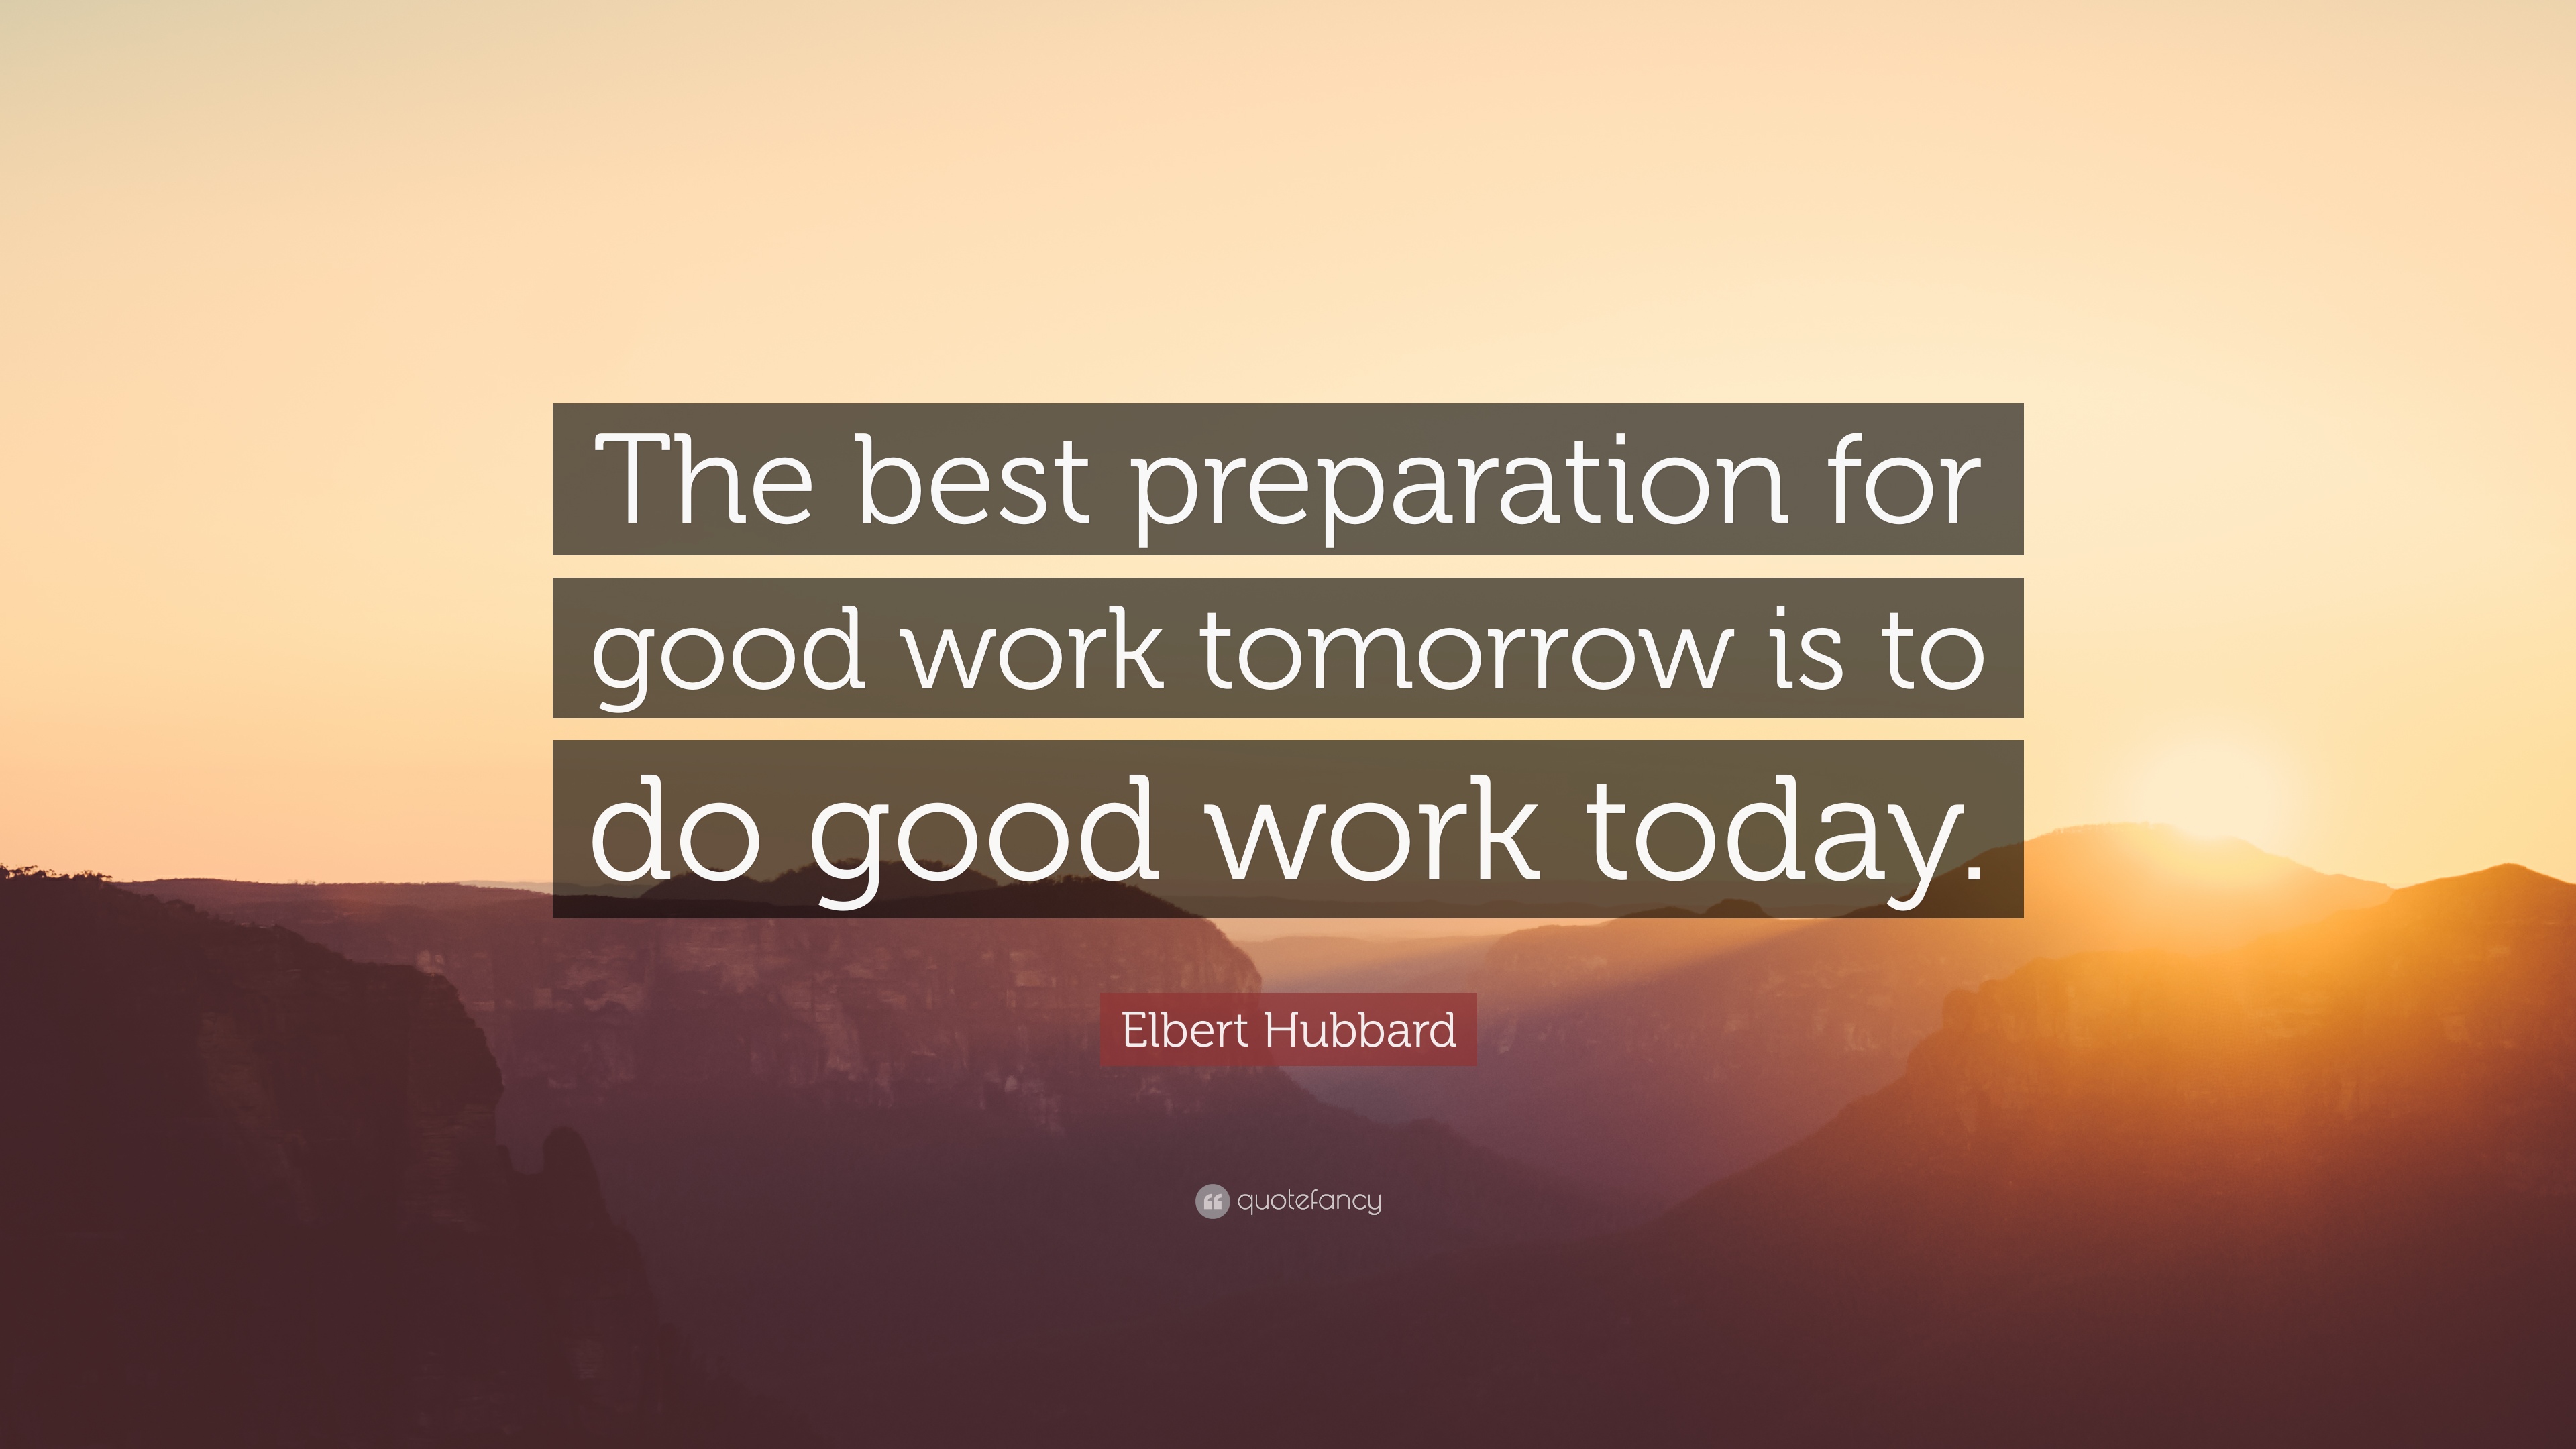 The best preparation for
good work tomorrow is to
do good work today.
Elbert Hubbard
quotefancy